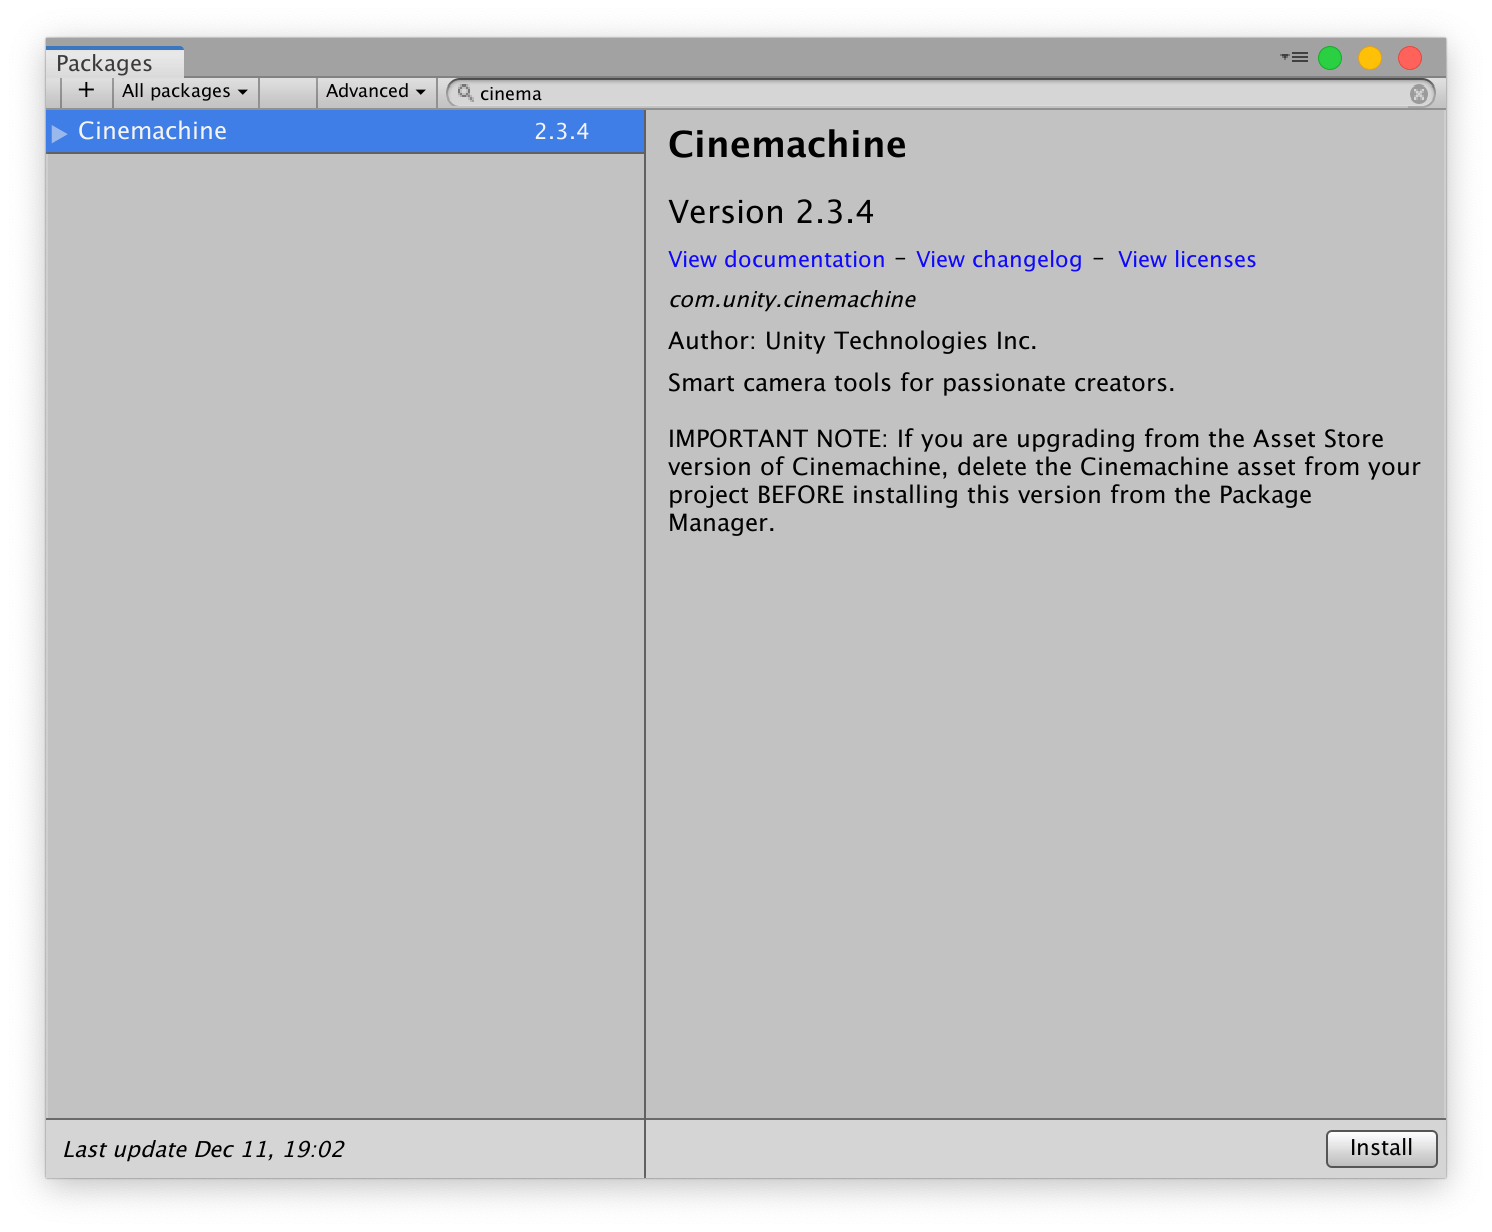 Packages
+ All packages Advanced cinema
Cinemachine 2.3.4
Cinemachine
Version 2.3.4
View documentation - View changelog - View licenses
com.unity.cinemachine
Author: Unity Technologies Inc.
Smart camera tools for passionate creators.
IMPORTANT NOTE: If you are upgrading from the Asset Store
version of Cinemachine, delete the Cinemachine asset from your
project BEFORE installing this version from the Package
Manager.
Last update Dec 11, 19:02
Install